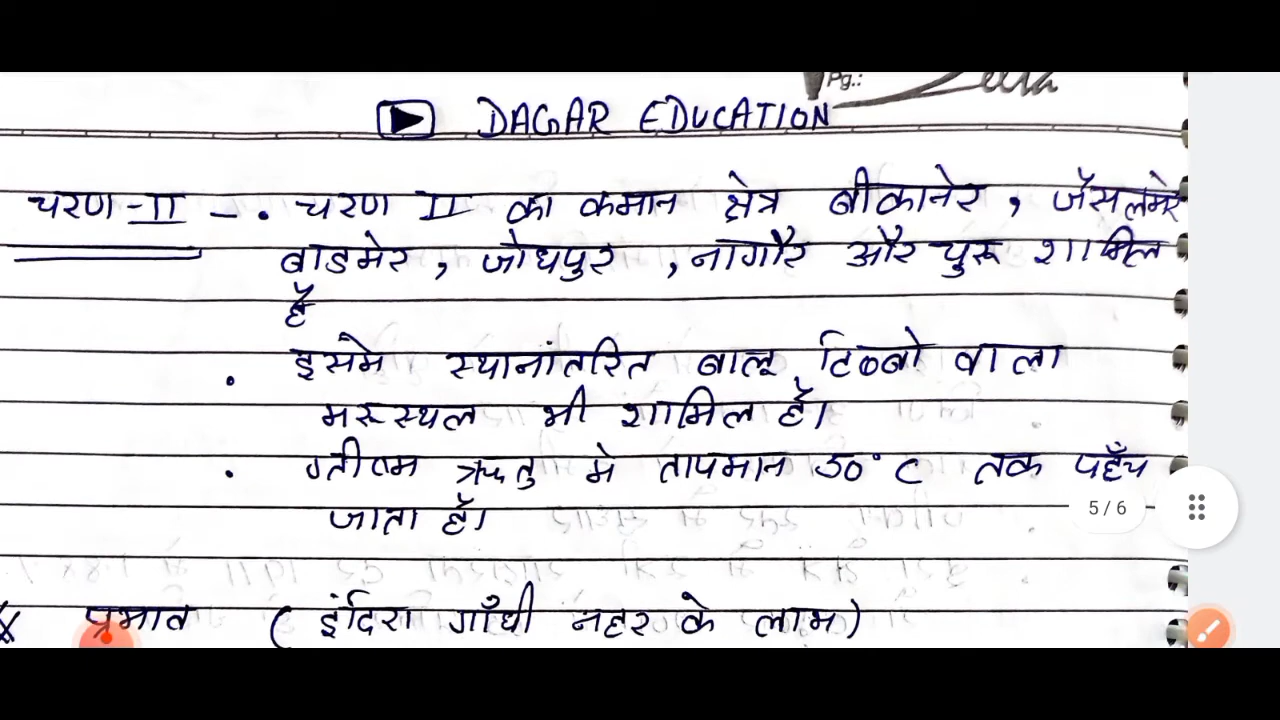 Pg.:
DAGAR EDUCATION
चरण-II - • चरण II का कमान क्षेत्र बीकानेर, जैसलमेर
बाडमेर, जोधपुर, नागौर और चुरू शामिल
है
• इसमे स्थानांतरित बालू टिब्बो वाला
मरूस्थल भी शामिल है।
• ग्रीष्म ऋतु मे तापमान 50°C तक पहुँच
जाता है।
5/6
प्रभाव (इंदिरा गाँधी नहर के लाभ)